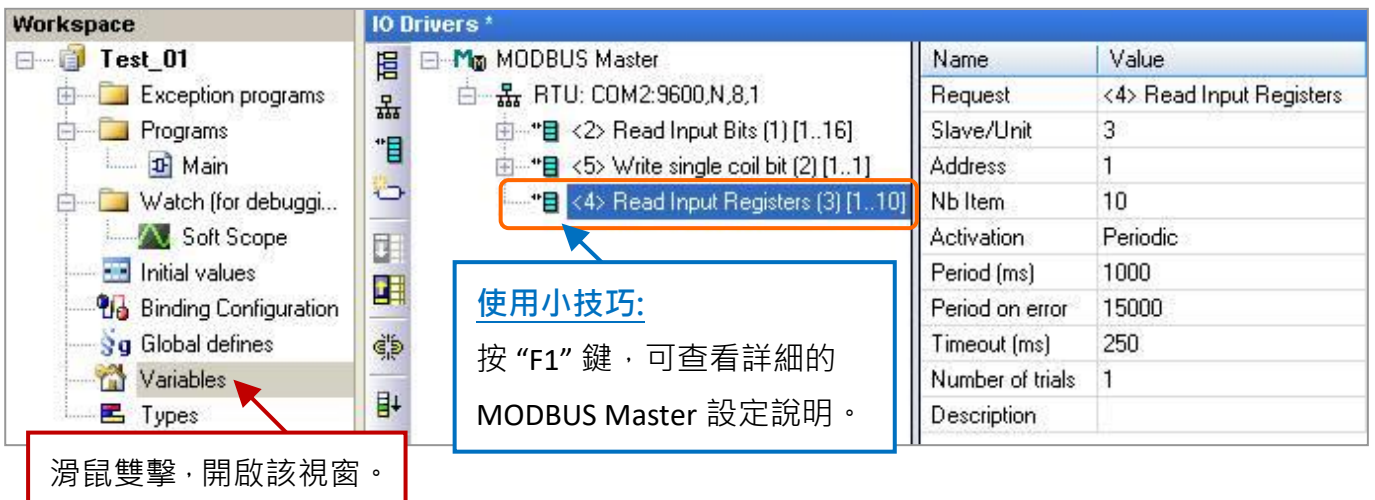 Workspace
Test_01
Exception programs
Programs
Main
Watch (for debuggi...
Soft Scope
Initial values
Binding Configuration
Global defines
Variables
Types
滑鼠雙擊,開啟該視窗。
IO Drivers *
MODBUS Master
RTU: COM2:9600,N,8,1
<2> Read Input Bits (1) [1..16]
<5> Write single coil bit (2) [1..1]
<4> Read Input Registers (3) [1..10]
使用小技巧:
按 “F1” 鍵,可查看詳細的
MODBUS Master 設定說明。
Name Value
Request <4> Read Input Registers
Slave/Unit 3
Address 1
Nb Item 10
Activation Periodic
Period (ms) 1000
Period on error 15000
Timeout (ms) 250
Number of trials 1
Description